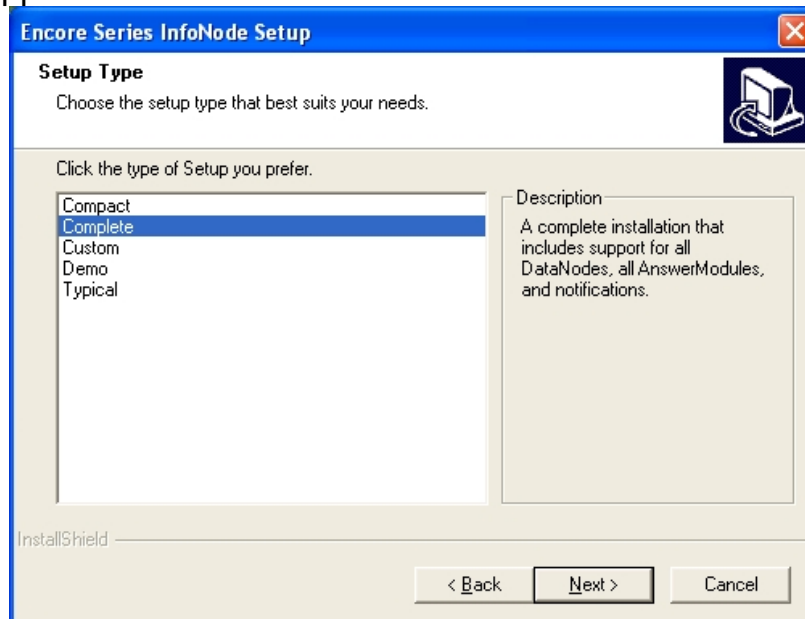 Encore Series InfoNode Setup
Setup Type
Choose the setup type that best suits your needs.
Click the type of Setup you prefer.
Compact
Complete
Custom
Demo
Typical
Description
A complete installation that
includes support for all
DataNodes, all AnswerModules,
and notifications.
InstallShield
< Back
Next >
Cancel